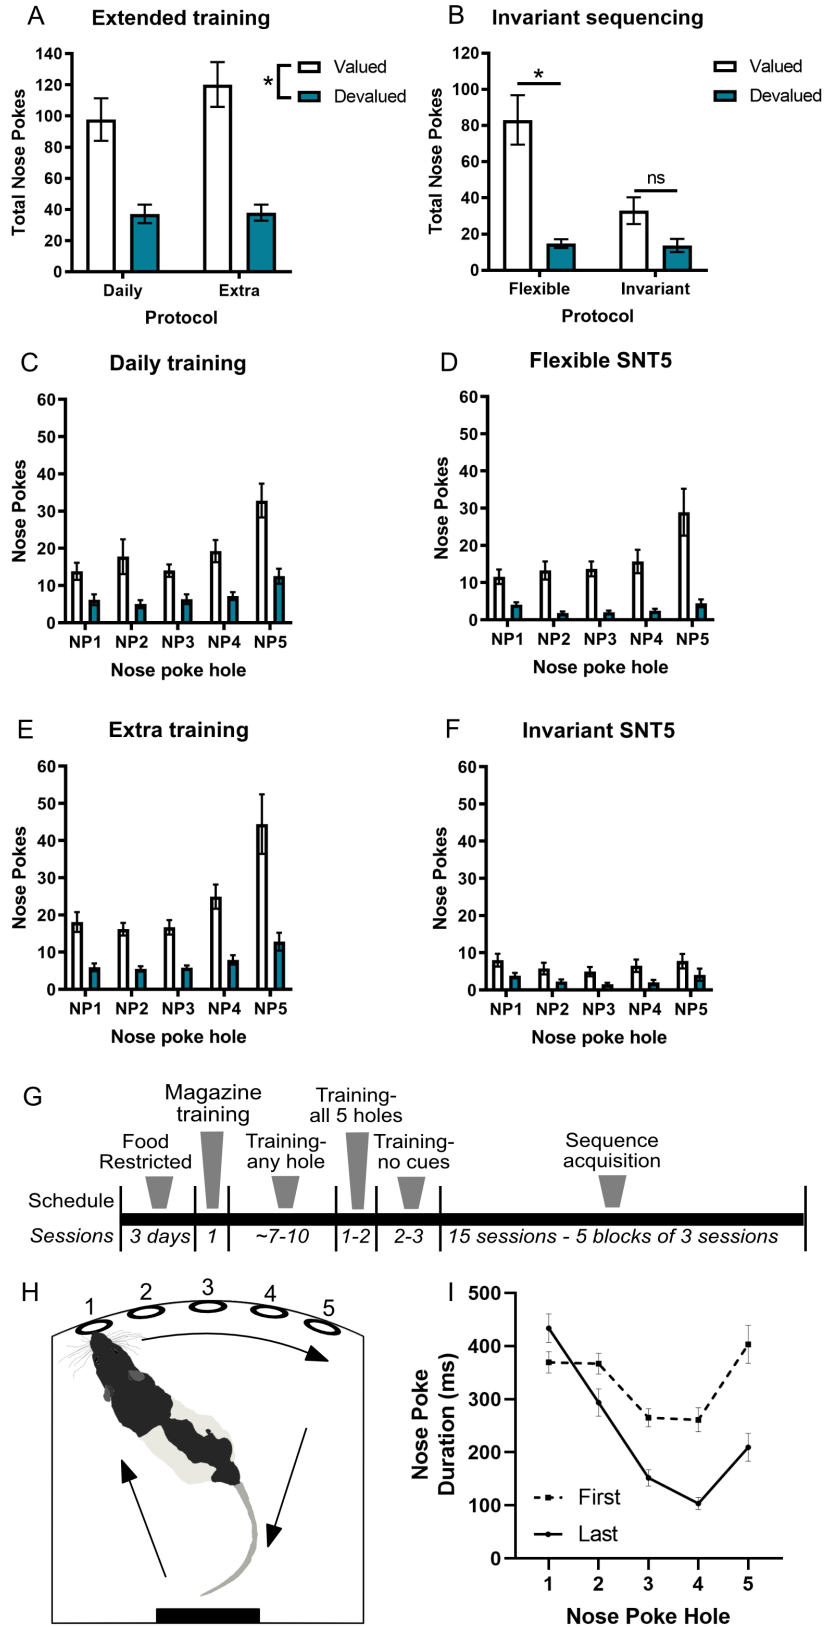 A
Extended training
Total Nose Pokes
140
120
100
80
60
40
20
0
Daily
Extra
Protocol
*
Valued
Devalued
B
Invariant sequencing
Total Nose Pokes
120
100
80
60
40
20
0
*
ns
Flexible
Invariant
Protocol
Valued
Devalued
C
Daily training
Nose Pokes
60
50
40
30
20
10
0
NP1 NP2 NP3 NP4 NP5
Nose poke hole
D
Flexible SNT5
Nose Pokes
60
50
40
30
20
10
0
NP1 NP2 NP3 NP4 NP5
Nose poke hole
E
Extra training
Nose Pokes
60
50
40
30
20
10
0
NP1 NP2 NP3 NP4 NP5
Nose poke hole
F
Invariant SNT5
Nose Pokes
60
50
40
30
20
10
0
NP1 NP2 NP3 NP4 NP5
Nose poke hole
G
Food
Restricted
Magazine
training
Training-
any hole
Training-
all 5 holes
Training-
no cues
Sequence
acquisition
Schedule
Sessions
3 days
1
~7-10
1-2
2-3
15 sessions - 5 blocks of 3 sessions
H
1
2
3
4
5
I
Nose Poke
Duration (ms)
500
400
300
200
100
0
First
Last
1 2 3 4 5
Nose Poke Hole